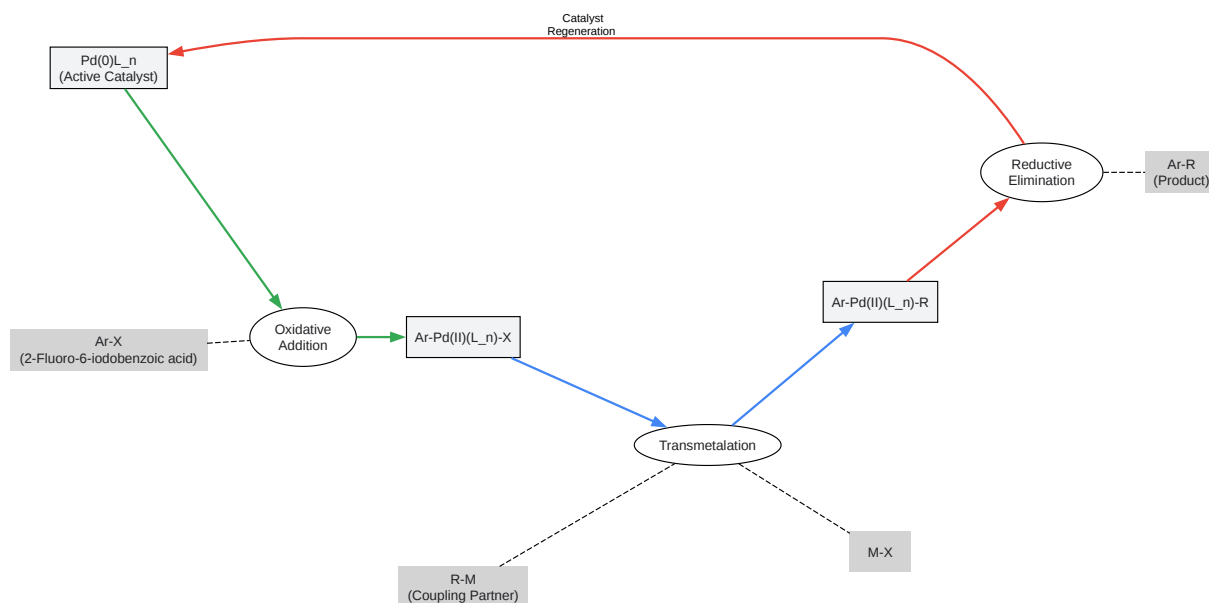 Catalyst
Regeneration
Pd(0)L_n
(Active Catalyst)
Reductive
Elimination
Ar-R
(Product)
Ar-Pd(II)(L_n)-R
Oxidative
Addition
Ar-X
(2-Fluoro-6-iodobenzoic acid)
Ar-Pd(II)(L_n)-X
Transmetalation
M-X
R-M
(Coupling Partner)